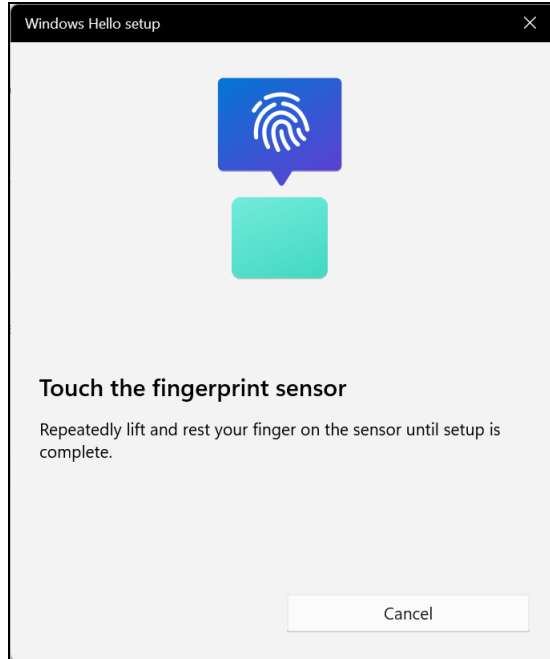 Windows Hello setup
Touch the fingerprint sensor
Repeatedly lift and rest your finger on the sensor until setup is
complete.
Cancel